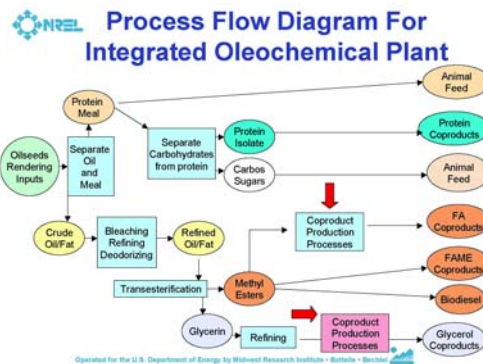 NREL
Process Flow Diagram For
Integrated Oleochemical Plant
Animal
Feed
Protein
Meal
Protein
Isolate
Protein
Coproducts
Oilseeds
Rendering
Inputs
Separate
Oil
and
Meal
Separate
Carbohydrates
from protein
Carbos
Sugars
Animal
Feed
Crude
Oil/Fat
Bleaching
Refining
Deodorizing
Refined
Oil/Fat
Coproduct
Production
Processes
FA
Coproducts
FAME
Coproducts
Transesterification
Methyl
Esters
Biodiesel
Glycerin
Refining
Coproduct
Production
Processes
Glycerol
Coproducts
Operated for the U.S. Department of Energy by Midwest Research Institute • Battelle • Bechtel